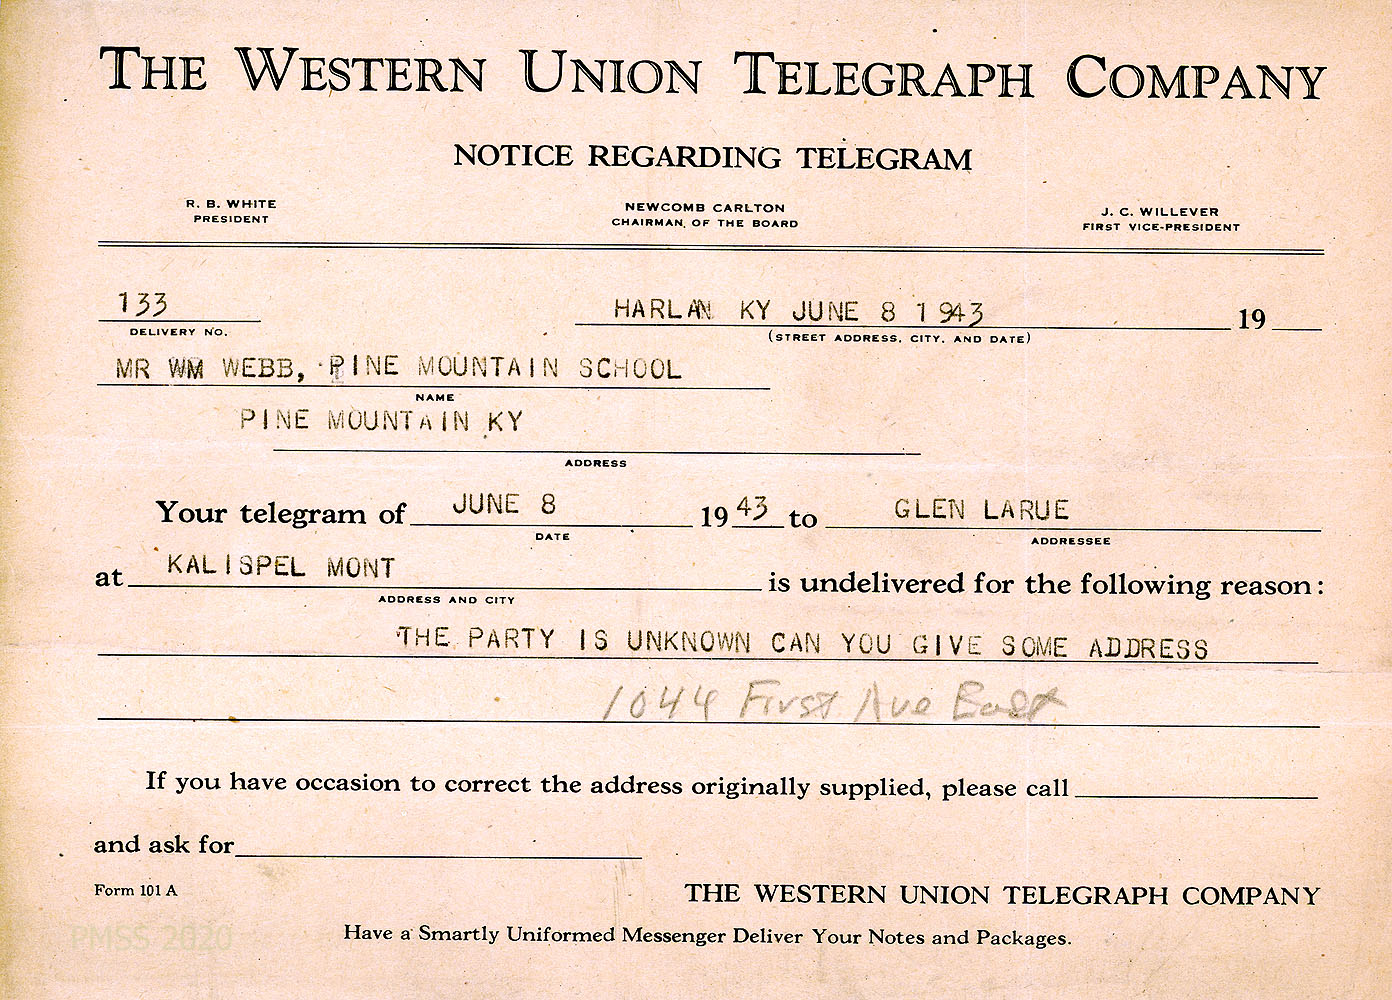 THE WESTERN UNION TELEGRAPH COMPANY
NOTICE REGARDING TELEGRAM
R. B. WHITE
PRESIDENT
NEWCOMB CARLTON
CHAIRMAN OF THE BOARD
J. C. WILLEVER
FIRST VICE-PRESIDENT
133 HARLAN KY JUNE 8 1943 19
DELIVERY NO. (STREET ADDRESS, CITY, AND DATE)
MR WM WEBB, PINE MOUNTAIN SCHOOL
NAME
PINE MOUNTAIN KY
ADDRESS
Your telegram of JUNE 8 1943 to GLEN LARUE
DATE ADDRESSEE
at KALISPEL MONT is undelivered for the following reason:
ADDRESS AND CITY
THE PARTY IS UNKNOWN CAN YOU GIVE SOME ADDRESS
1044 First Ave East
If you have occasion to correct the address originally supplied, please call
and ask for
Form 101 A
THE WESTERN UNION TELEGRAPH COMPANY
PMSS 2020
Have a Smartly Uniformed Messenger Deliver Your Notes and Packages.